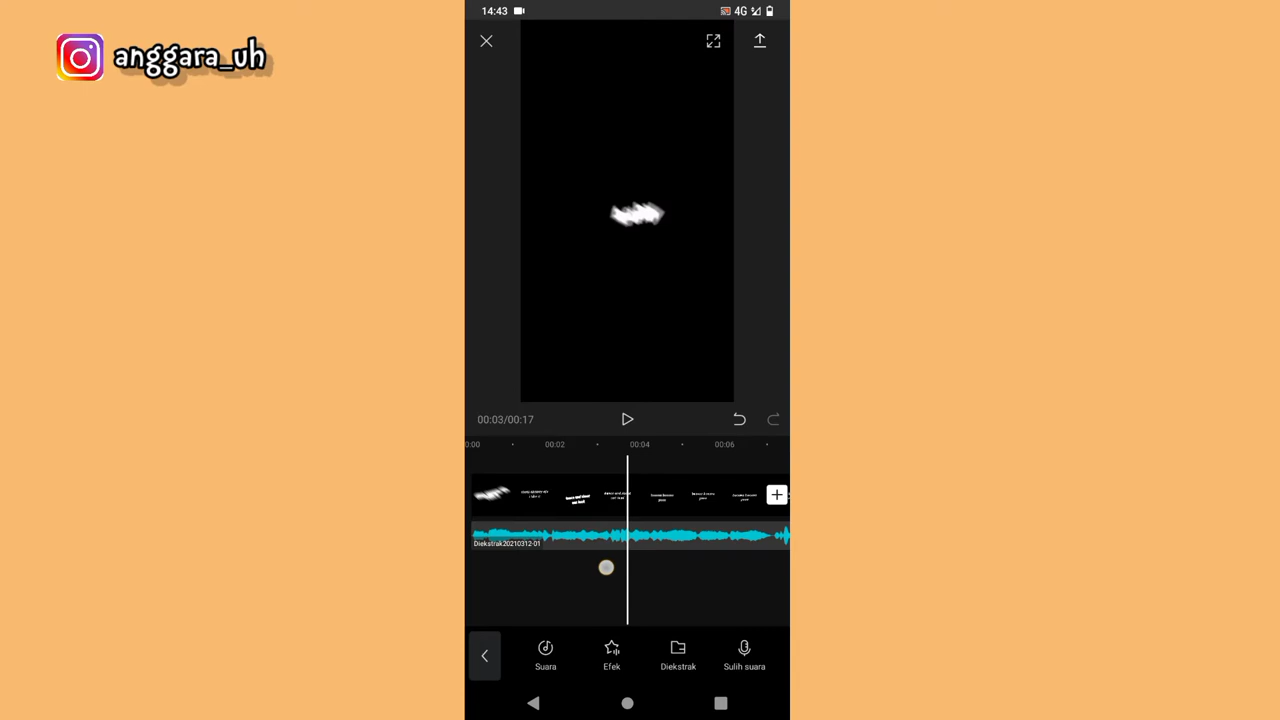 14:43
4G
anggara_uh
00:03/00:17
0:00
00:02
00:04
00:06
Diekstrak20210312-01
Suara
Efek
Diekstrak
Sulih suara